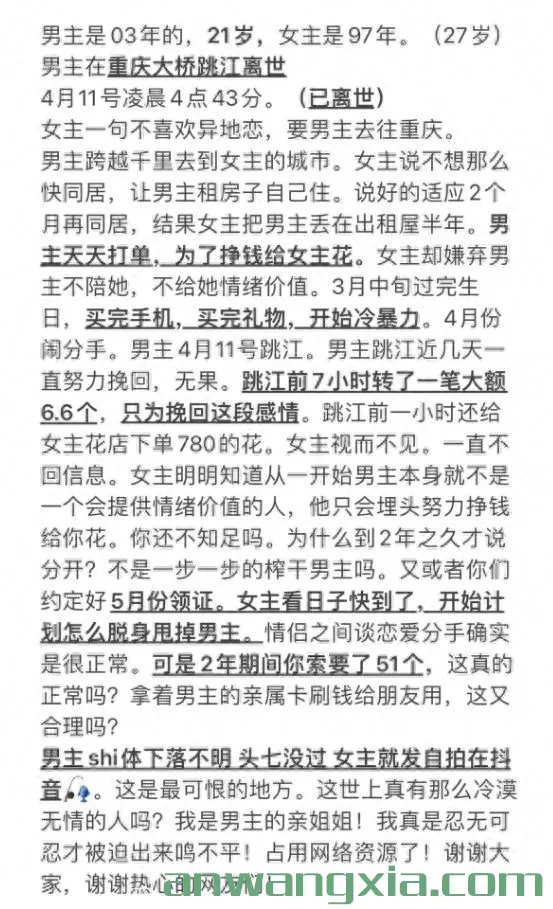 男主是03年的，21岁，女主是97年。（27岁）
男主在重庆大桥跳江离世
4月11号凌晨4点43分。（已离世）
女主一句不喜欢异地恋，要男主去往重庆。
男主跨越千里去到女主的城市。女主说不想那么
快同居，让男主租房子自己住。说好的适应2个
月再同居，结果女主把男主丢在出租屋半年。男
主天天打单，为了挣钱给女主花。女主却嫌弃男
主不陪她，不给她情绪价值。3月中旬过完生
日，买完手机，买完礼物，开始冷暴力。4月份
闹分手。男主4月11号跳江。男主跳江近几天一
直努力挽回，无果。跳江前7小时转了一笔大额
6.6个，只为挽回这段感情。跳江前一小时还给
女主花店下单780的花。女主视而不见。一直不
回信息。女主明明知道从一开始男主本身就不是
一个会提供情绪价值的人，他只会埋头努力挣钱
给你花。你还不知足吗。为什么到2年之久才说
分开？不是一步一步的榨干男主吗。又或者你们
约定好5月份领证。女主看日子快到了，开始计
划怎么脱身甩掉男主。情侣之间谈恋爱分手确实
是很正常。可是2年期间你索要了51个，这真的
正常吗？拿着男主的亲属卡刷钱给朋友用，这又
合理吗？
男主shi体下落不明 头七没过 女主就发自拍在抖
音。这是最可恨的地方。这世上真有那么冷漠
无情的人吗？我是男主的亲姐姐！我真是忍无可
忍才被迫出来鸣不平！占用网络资源了！谢谢大
家，谢谢热心的网友们！
anwangxia.com